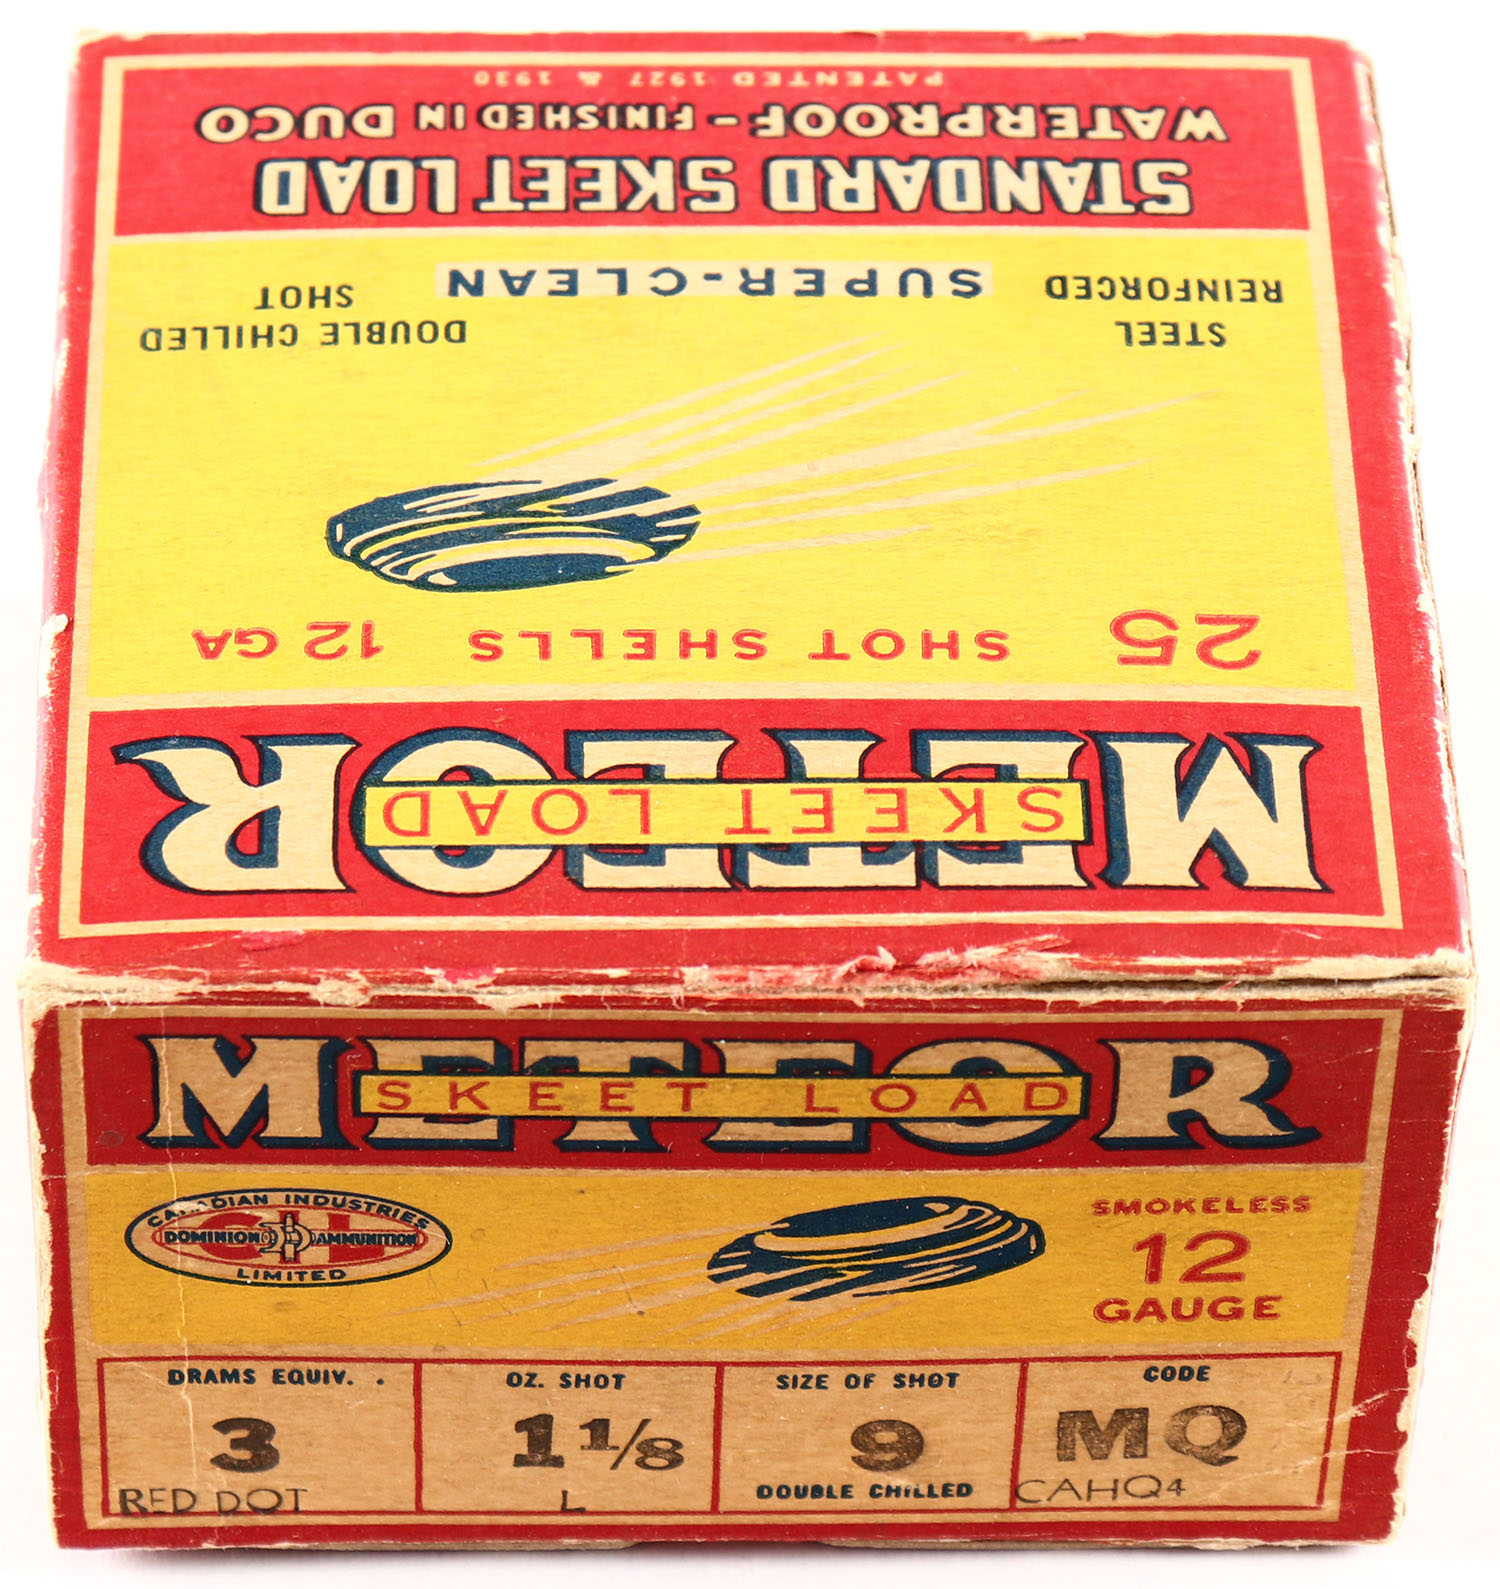 PATENTED 1927 & 1930
WATERPROOF - FINISHED IN DUCO
STANDARD SKEET LOAD
SUPER-CLEAN
STEEL
REINFORCED
DOUBLE CHILLED
SHOT
25 SHOT SHELLS 12 GA
METEOR
SKEET LOAD
METEOR
SKEET LOAD
CANADIAN INDUSTRIES
CIL
DOMINION AMMUNITION
LIMITED
SMOKELESS
12
GAUGE
DRAMS EQUIV. .
3
RED DOT
OZ. SHOT
1 1/8
L
SIZE OF SHOT
9
DOUBLE CHILLED
CODE
MQ
CAHQ4